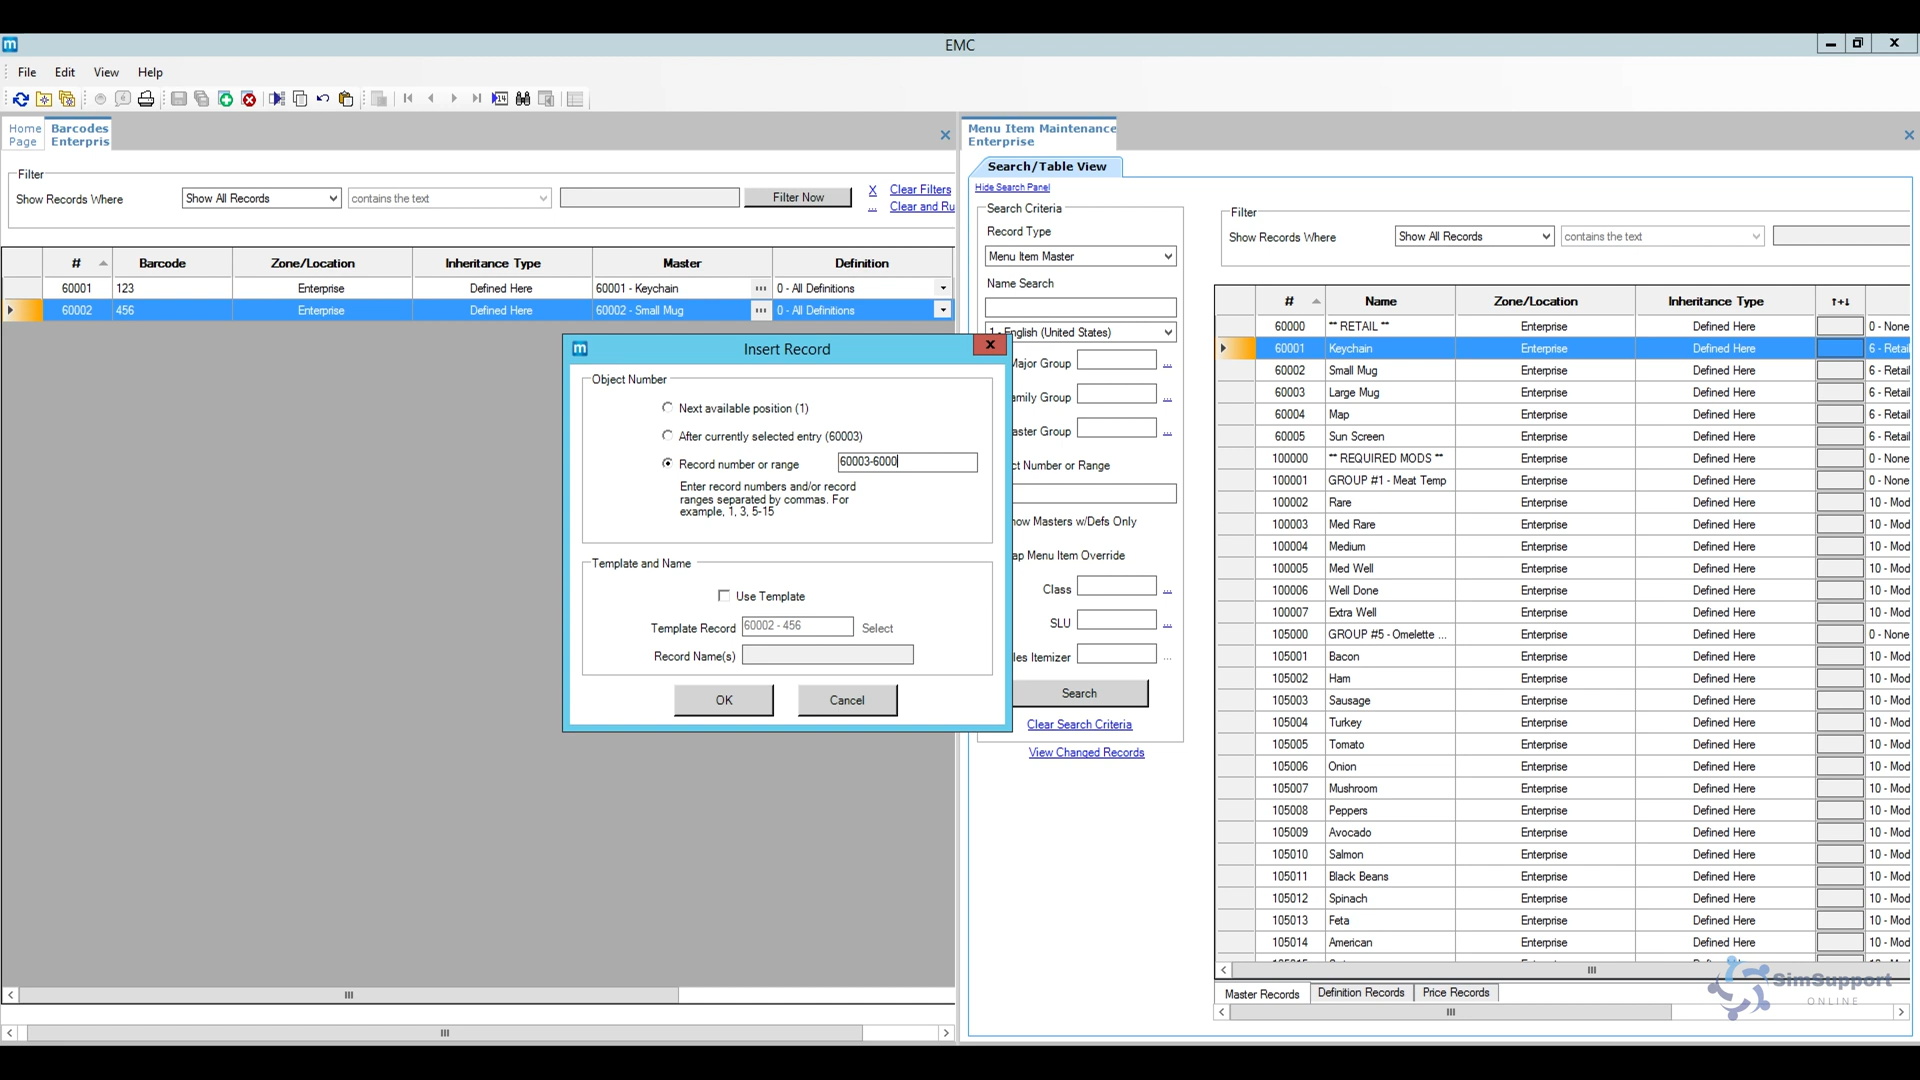 EMC
File Edit View Help
Home Page
Barcodes Enterpris
Filter
Show Records Where Show All Records contains the text Filter Now X Clear Filters
... Clear and Ru
# Barcode Zone/Location Inheritance Type Master Definition
60001 123 Enterprise Defined Here 60001 - Keychain ... 0 - All Definitions
60002 456 Enterprise Defined Here 60002 - Small Mug ... 0 - All Definitions
Insert Record
Object Number
Next available position (1)
After currently selected entry (60003)
Record number or range 60003-6000
Enter record numbers and/or record
ranges separated by commas. For
example, 1, 3, 5-15
Template and Name
Use Template
Template Record 60002 - 456 Select
Record Name(s)
OK Cancel
Menu Item Maintenance
Enterprise
Search/Table View
Hide Search Panel
Search Criteria
Record Type
Menu Item Master
Name Search
1 - English (United States)
Major Group ...
amily Group ...
aster Group ...
ct Number or Range
how Masters w/Defs Only
ap Menu Item Override
Class ...
SLU ...
les Itemizer ...
Search
Clear Search Criteria
View Changed Records
Filter
Show Records Where Show All Records contains the text
# Name Zone/Location Inheritance Type
60000 ** RETAIL ** Enterprise Defined Here 0 - None
60001 Keychain Enterprise Defined Here 6 - Retail
60002 Small Mug Enterprise Defined Here 6 - Retail
60003 Large Mug Enterprise Defined Here 6 - Retail
60004 Map Enterprise Defined Here 6 - Retail
60005 Sun Screen Enterprise Defined Here 6 - Retail
100000 ** REQUIRED MODS ** Enterprise Defined Here 0 - None
100001 GROUP #1 - Meat Temp Enterprise Defined Here 0 - None
100002 Rare Enterprise Defined Here 10 - Mod
100003 Med Rare Enterprise Defined Here 10 - Mod
100004 Medium Enterprise Defined Here 10 - Mod
100005 Med Well Enterprise Defined Here 10 - Mod
100006 Well Done Enterprise Defined Here 10 - Mod
100007 Extra Well Enterprise Defined Here 10 - Mod
105000 GROUP #5 - Omelette ... Enterprise Defined Here 0 - None
105001 Bacon Enterprise Defined Here 10 - Mod
105002 Ham Enterprise Defined Here 10 - Mod
105003 Sausage Enterprise Defined Here 10 - Mod
105004 Turkey Enterprise Defined Here 10 - Mod
105005 Tomato Enterprise Defined Here 10 - Mod
105006 Onion Enterprise Defined Here 10 - Mod
105007 Mushroom Enterprise Defined Here 10 - Mod
105008 Peppers Enterprise Defined Here 10 - Mod
105009 Avocado Enterprise Defined Here 10 - Mod
105010 Salmon Enterprise Defined Here 10 - Mod
105011 Black Beans Enterprise Defined Here 10 - Mod
105012 Spinach Enterprise Defined Here 10 - Mod
105013 Feta Enterprise Defined Here 10 - Mod
105014 American Enterprise Defined Here 10 - Mod
Master Records Definition Records Price Records
SimSupport
ONLINE